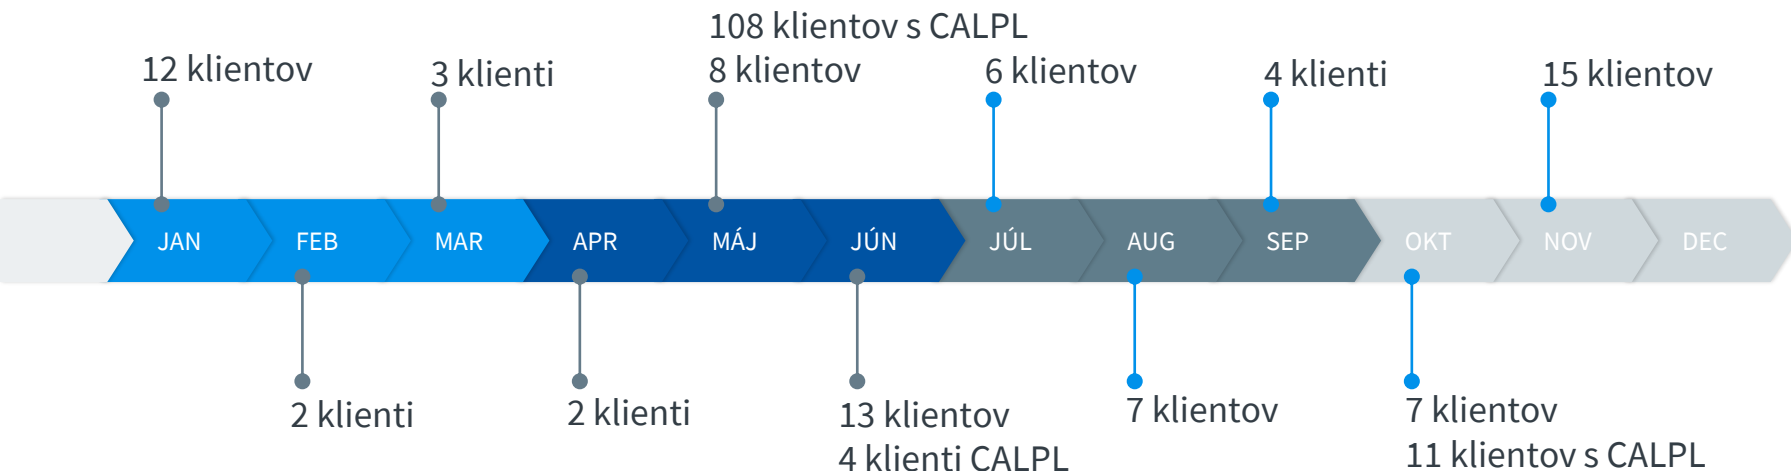 108 klientov s CALPL
12 klientov
3 klienti
8 klientov
6 klientov
4 klienti
15 klientov
JAN
FEB
MAR
APR
MÁJ
JÚN
JÚL
AUG
SEP
OKT
NOV
DEC
2 klienti
2 klienti
13 klientov
4 klienti CALPL
7 klientov
7 klientov
11 klientov s CALPL